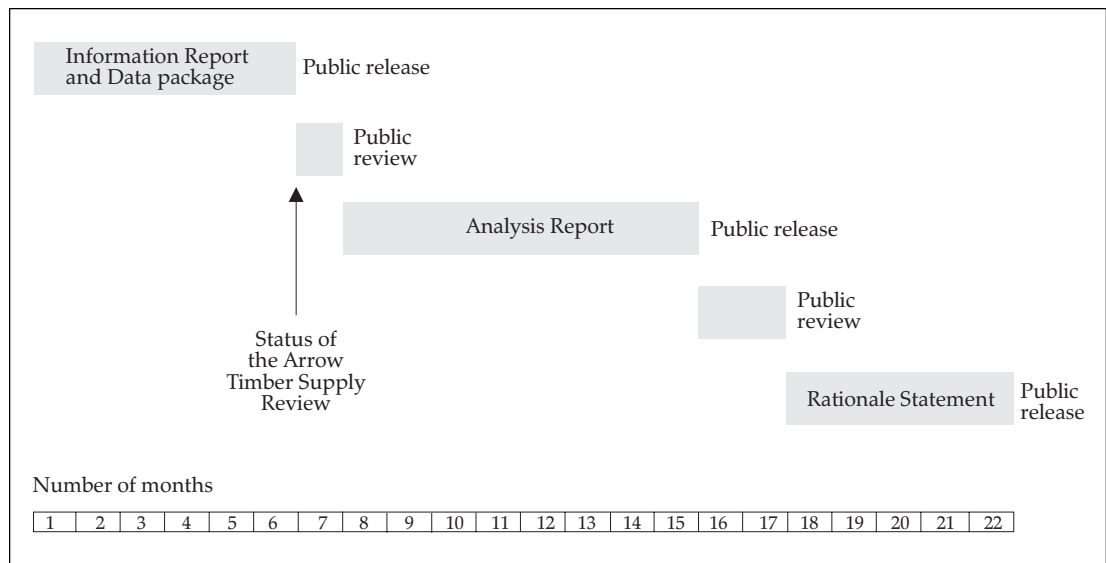 Information Report
and Data package
Public release
Public
review
Analysis Report
Public release
Public
review
Status of
the Arrow
Timber Supply
Review
Rationale Statement
Public
release
Number of months
1 2 3 4 5 6 7 8 9 10 11 12 13 14 15 16 17 18 19 20 21 22